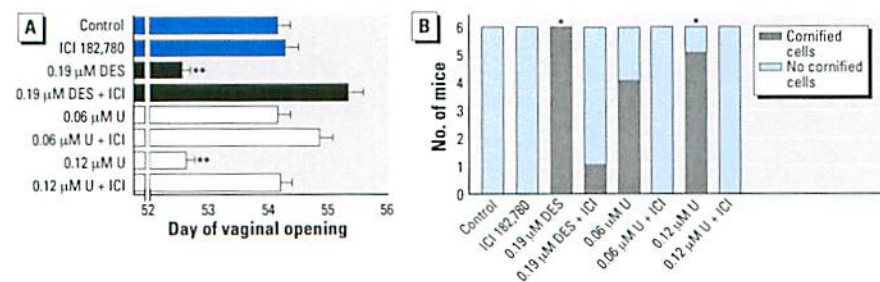 A
Control
ICI 182,780
0.19 µM DES
0.19 µM DES + ICI
0.06 µM U
0.06 µM U + ICI
0.12 µM U
0.12 µM U + ICI
**
**
52 53 54 55 56
Day of vaginal opening
B
No. of mice
6
5
4
3
2
1
0
*
*
Cornified
cells
No cornified
cells
Control
ICI 182,780
0.19 µM DES
0.19 µM DES + ICI
0.06 µM U
0.06 µM U + ICI
0.12 µM U
0.12 µM U + ICI